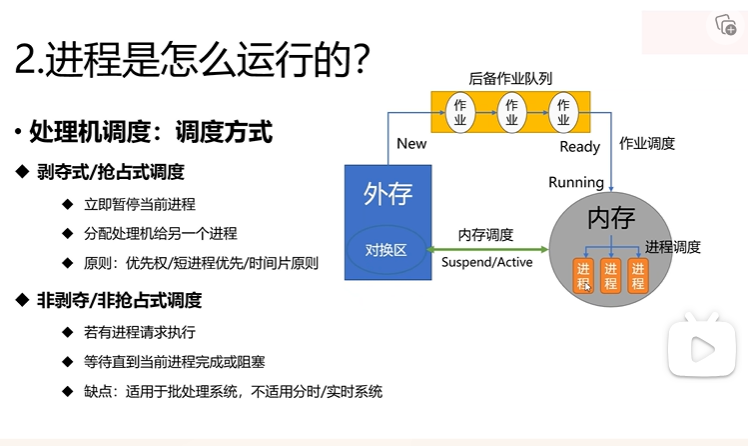 2.进程是怎么运行的？
• 处理机调度：调度方式
◆ 剥夺式/抢占式调度
◆ 立即暂停当前进程
◆ 分配处理机给另一个进程
◆ 原则：优先权/短进程优先/时间片原则
◆ 非剥夺/非抢占式调度
◆ 若有进程请求执行
◆ 等待直到当前进程完成或阻塞
◆ 缺点：适用于批处理系统，不适用分时/实时系统
后备作业队列
作业
作业
作业
New
Ready
作业调度
Running
外存
对换区
内存调度
Suspend/Active
内存
进程调度
进程
进程
进程